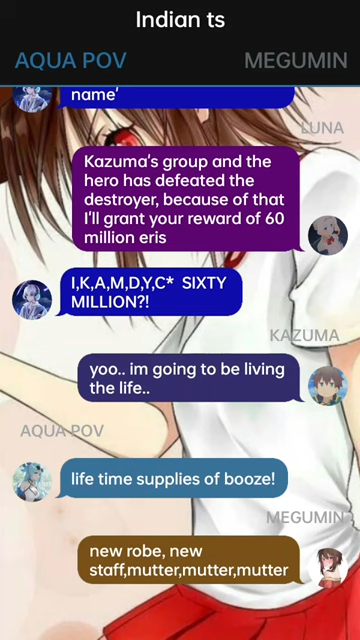 Indian ts
AQUA POV
MEGUMIN
name'
LUNA
Kazuma's group and the
hero has defeated the
destroyer, because of that
I'll grant your reward of 60
million eris
I,K,A,M,D,Y,C* SIXTY
MILLION?!
KAZUMA
yoo.. im going to be living
the life..
AQUA POV
life time supplies of booze!
MEGUMIN
new robe, new
staff,mutter,mutter,mutter